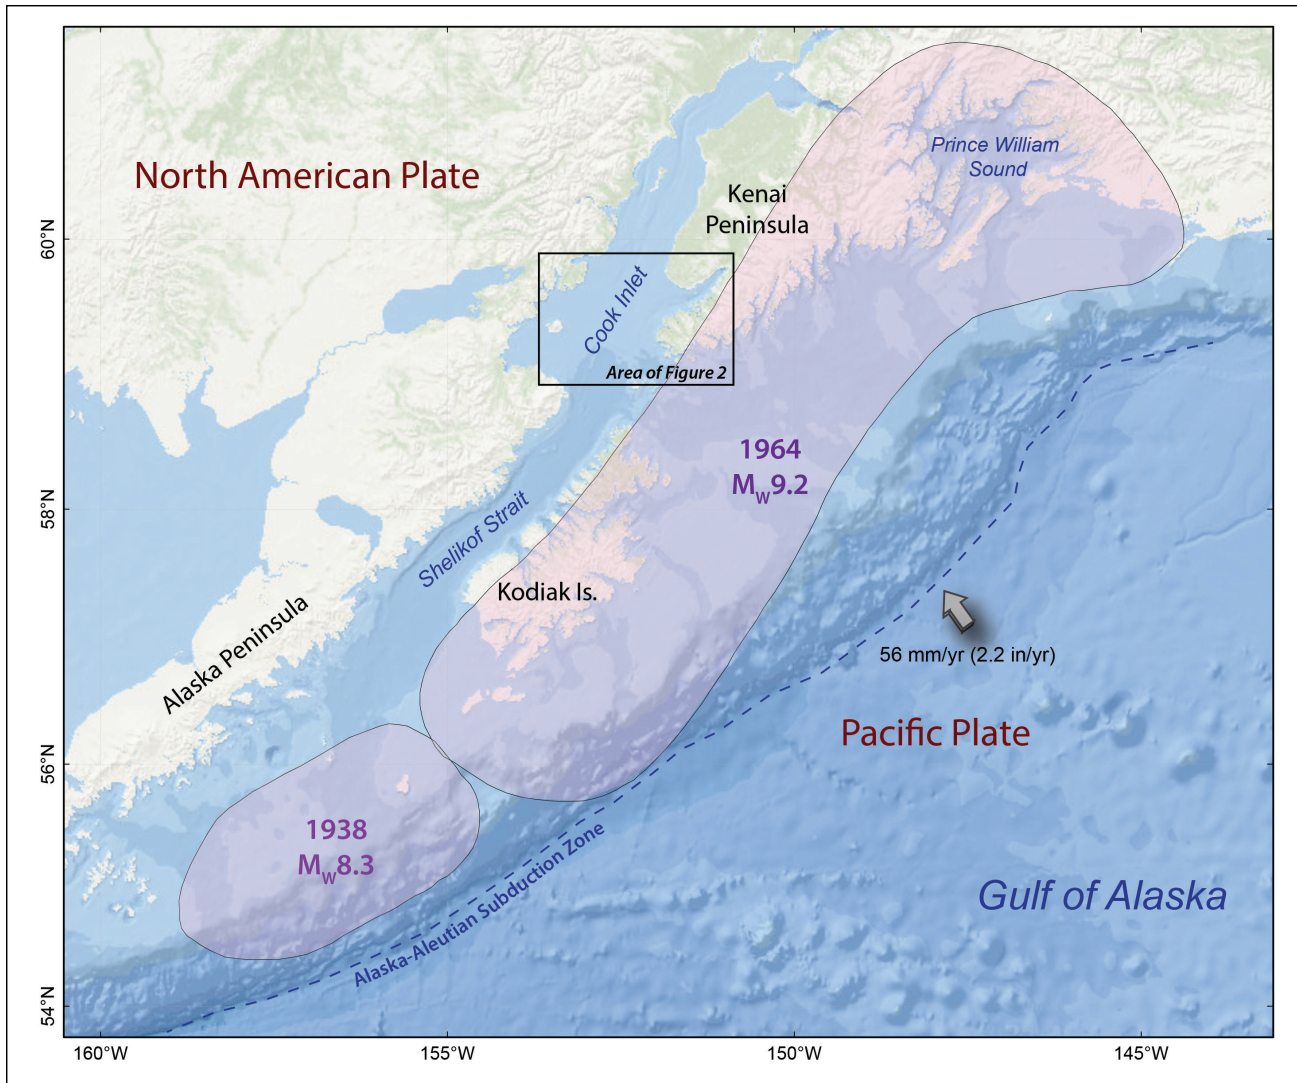 North American Plate
Prince William
Sound
Kenai
Peninsula
Cook Inlet
Area of Figure 2
1964
MW9.2
Shelikof Strait
Kodiak Is.
Alaska Peninsula
56 mm/yr (2.2 in/yr)
Pacific Plate
1938
MW8.3
Alaska-Aleutian Subduction Zone
Gulf of Alaska
60°N
58°N
56°N
54°N
160°W
155°W
150°W
145°W